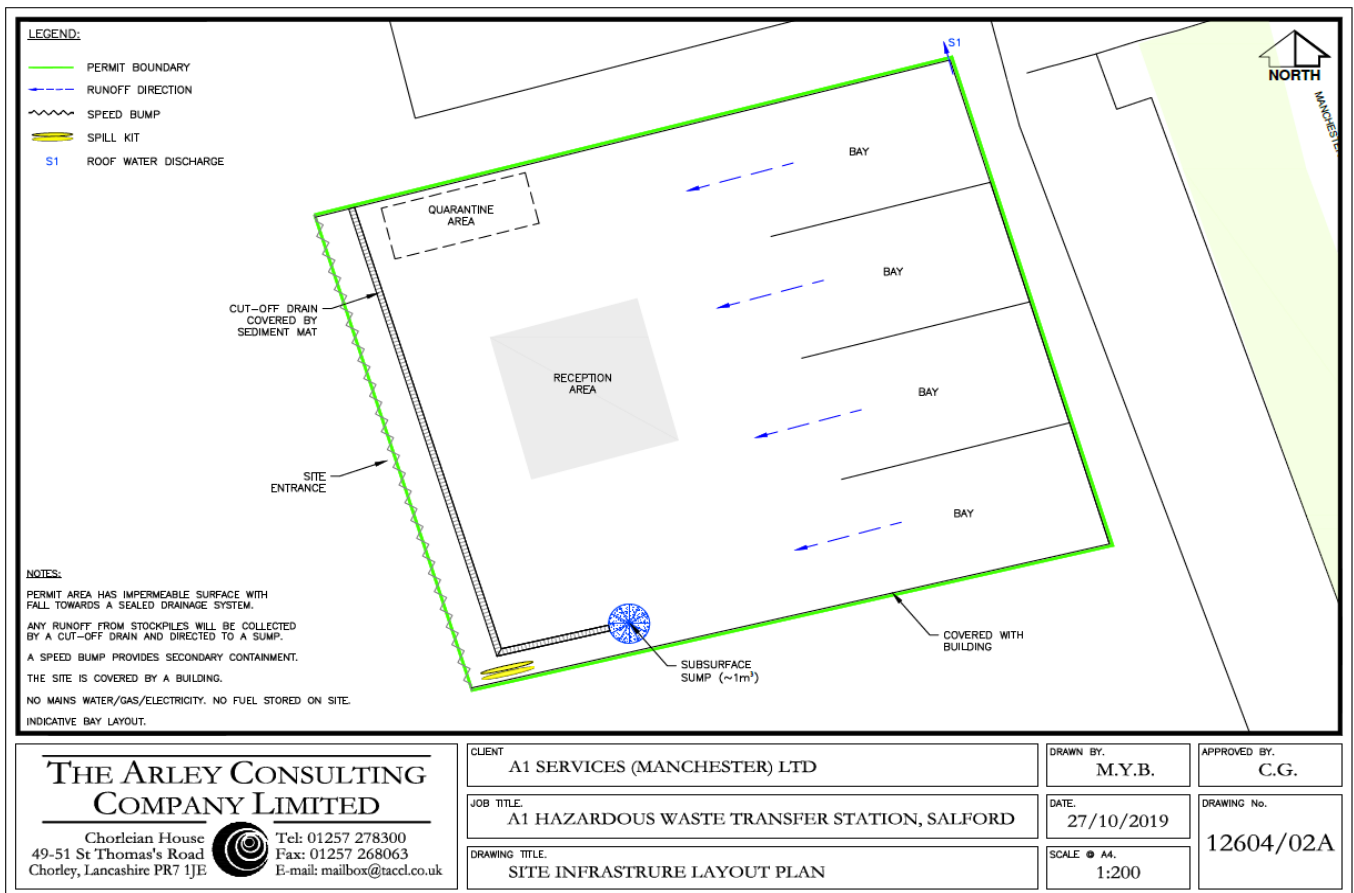 LEGEND:
PERMIT BOUNDARY
RUNOFF DIRECTION
SPEED BUMP
SPILL KIT
S1 ROOF WATER DISCHARGE
S1
NORTH
BAY
QUARANTINE
AREA
BAY
CUT-OFF DRAIN
COVERED BY
SEDIMENT MAT
RECEPTION
AREA
BAY
SITE
ENTRANCE
BAY
NOTES:
PERMIT AREA HAS IMPERMEABLE SURFACE WITH
FALL TOWARDS A SEALED DRAINAGE SYSTEM.
ANY RUNOFF FROM STOCKPILES WILL BE COLLECTED
BY A CUT-OFF DRAIN AND DIRECTED TO A SUMP.
A SPEED BUMP PROVIDES SECONDARY CONTAINMENT.
THE SITE IS COVERED BY A BUILDING.
NO MAINS WATER/GAS/ELECTRICITY. NO FUEL STORED ON SITE.
INDICATIVE BAY LAYOUT.
COVERED WITH
BUILDING
SUBSURFACE
SUMP (~1m³)
THE ARLEY CONSULTING
COMPANY LIMITED
Chorleian House
49-51 St Thomas's Road
Chorley, Lancashire PR7 1JE
Tel: 01257 278300
Fax: 01257 268063
E-mail: mailbox@taccl.co.uk
CLIENT
A1 SERVICES (MANCHESTER) LTD
JOB TITLE.
A1 HAZARDOUS WASTE TRANSFER STATION, SALFORD
DRAWING TITLE.
SITE INFRASTRURE LAYOUT PLAN
DRAWN BY.
M.Y.B.
APPROVED BY.
C.G.
DATE.
27/10/2019
DRAWING No.
12604/02A
SCALE @ A4.
1:200